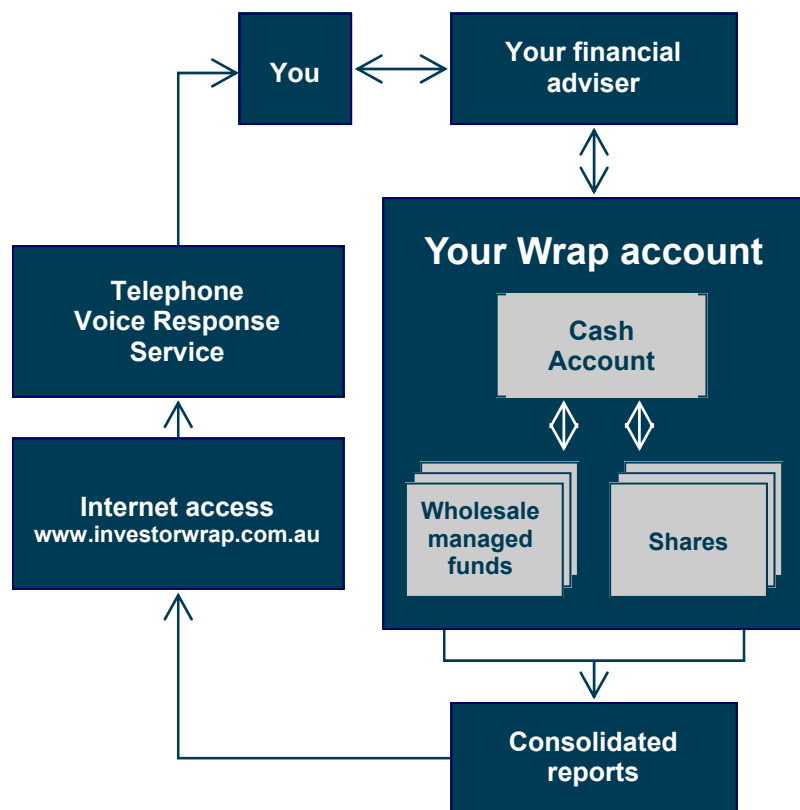 You
Your financial
adviser
Your Wrap account
Cash
Account
Telephone
Voice Response
Service
Internet access
www.investorwrap.com.au
Wholesale
managed
funds
Shares
Consolidated
reports